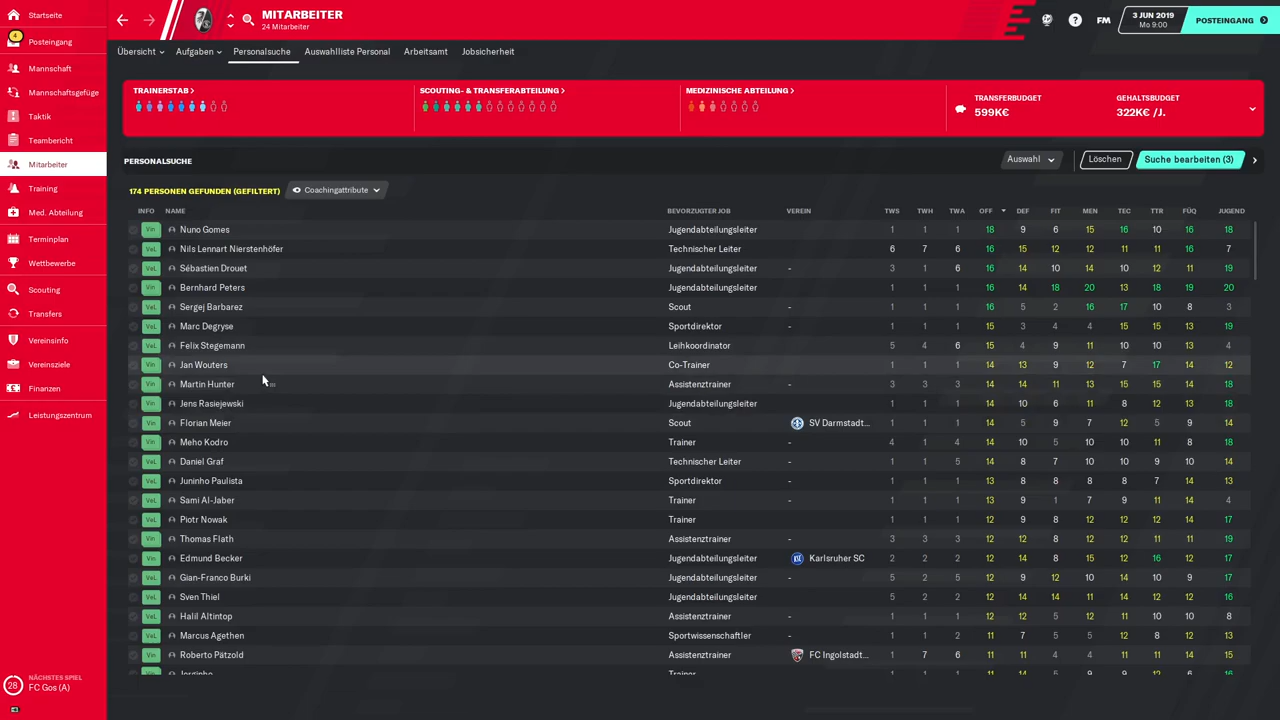 Startseite
4
Posteingang
Mannschaft
Mannschaftsgefüge
Taktik
Teambericht
Mitarbeiter
Training
Med. Abteilung
Terminplan
Wettbewerbe
Scouting
Transfers
Vereinsinfo
Vereinsziele
Finanzen
Leistungszentrum
NÄCHSTES SPIEL
28 FC Gos (A)
MITARBEITER
24 Mitarbeiter
FM
3 JUN 2019
Mo 9:00
POSTEINGANG
Übersicht Aufgaben Personalsuche Auswahlliste Personal Arbeitsamt Jobsicherheit
TRAINERSTAB
SCOUTING- & TRANSFERABTEILUNG
MEDIZINISCHE ABTEILUNG
TRANSFERBUDGET
599K€
GEHALTSBUDGET
322K€ /J.
PERSONALSUCHE
Auswahl Löschen Suche bearbeiten (3)
174 PERSONEN GEFUNDEN (GEFILTERT) Coachingattribute
INFO NAME BEVORZUGTER JOB VEREIN TWS TWH TWA OFF DEF FIT MEN TEC TTR FÜQ JUGEND
Vin Nuno Gomes Jugendabteilungsleiter 1 1 1 18 9 6 15 16 10 16 18
VeL Nils Lennart Nierstenhöfer Technischer Leiter 6 7 6 16 15 12 12 11 11 16 7
VeL Sébastien Drouet Jugendabteilungsleiter - 3 1 6 16 14 10 14 10 12 11 19
Vin Bernhard Peters Jugendabteilungsleiter 1 1 1 16 14 18 20 13 18 19 20
VeL Sergej Barbarez Scout - 1 1 1 16 5 2 16 17 10 8 3
VeL Marc Degryse Sportdirektor - 1 1 1 15 3 4 4 15 15 13 19
VeL Felix Stegemann Leihkoordinator - 5 4 6 15 4 9 11 10 10 13 4
Vin Jan Wouters Co-Trainer 1 1 1 14 13 9 12 7 17 14 12
Vin Martin Hunter Assistenztrainer - 3 3 3 14 14 11 13 15 15 14 18
Vin Jens Rasiejewski Jugendabteilungsleiter 1 1 1 14 10 6 11 8 12 13 18
Vin Florian Meier Scout SV Darmstadt... 1 1 1 14 5 9 7 12 5 9 14
Vin Meho Kodro Trainer - 4 1 4 14 10 5 10 10 11 8 18
VeL Daniel Graf Technischer Leiter - 1 1 5 14 8 7 10 10 9 10 14
VeL Juninho Paulista Sportdirektor - 1 1 1 13 8 8 8 8 7 14 13
VeL Sami Al-Jaber Trainer - 1 1 1 13 9 1 7 9 11 14 4
VeL Piotr Nowak Trainer - 1 1 1 12 9 8 12 12 12 14 17
Vin Thomas Flath Assistenztrainer - 3 3 3 12 12 8 12 12 11 11 19
Vin Edmund Becker Jugendabteilungsleiter Karlsruher SC 2 2 2 12 14 8 15 12 16 12 17
VeL Gian-Franco Burki Jugendabteilungsleiter - 5 2 5 12 9 12 10 14 10 9 17
VeL Sven Thiel Jugendabteilungsleiter - 5 2 2 12 14 14 11 14 12 12 16
VeL Halil Altintop Assistenztrainer - 1 1 1 12 12 5 12 11 10 10 8
VeL Marcus Agethen Sportwissenschaftler - 1 1 2 11 7 5 5 12 8 12 13
Vin Roberto Pätzold Assistenztrainer FC Ingolstadt... 1 7 6 11 11 4 4 11 11 14 15